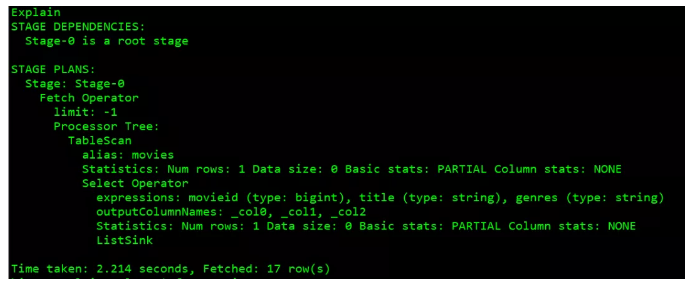 Explain
STAGE DEPENDENCIES:
  Stage-0 is a root stage

STAGE PLANS:
  Stage: Stage-0
    Fetch Operator
      limit: -1
      Processor Tree:
        TableScan
          alias: movies
          Statistics: Num rows: 1 Data size: 0 Basic stats: PARTIAL Column stats: NONE
          Select Operator
            expressions: movieid (type: bigint), title (type: string), genres (type: string)
            outputColumnNames: _col0, _col1, _col2
            Statistics: Num rows: 1 Data size: 0 Basic stats: PARTIAL Column stats: NONE
            ListSink

Time taken: 2.214 seconds, Fetched: 17 row(s)